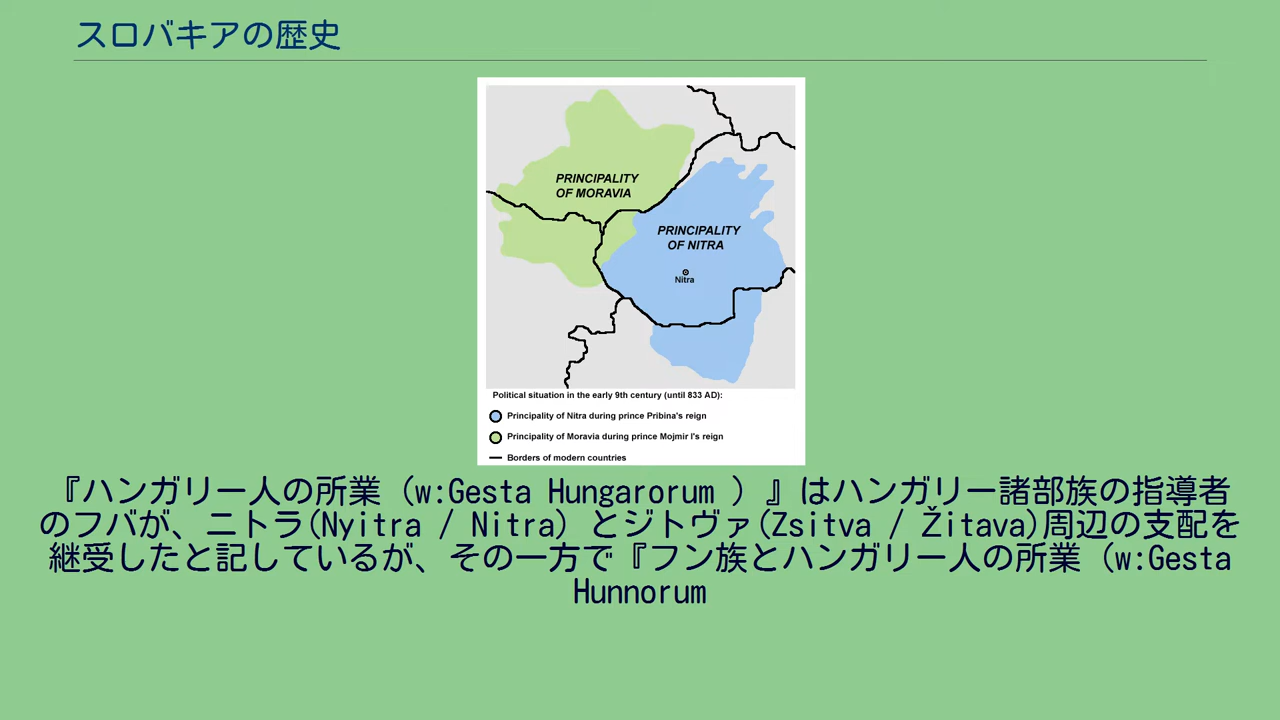 スロバキアの歴史
PRINCIPALITY
OF MORAVIA
PRINCIPALITY
OF NITRA
Nitra
Political situation in the early 9th century (until 833 AD):
Principality of Nitra during prince Pribina's reign
Principality of Moravia during prince Mojmir I's reign
Borders of modern countries
『ハンガリー人の所業（w:Gesta Hungarorum ）』はハンガリー諸部族の指導者
のフバが、ニトラ(Nyitra / Nitra) とジトヴァ(Zsitva / Žitava)周辺の支配を
継受したと記しているが、その一方で『フン族とハンガリー人の所業（w:Gesta
Hunnorum